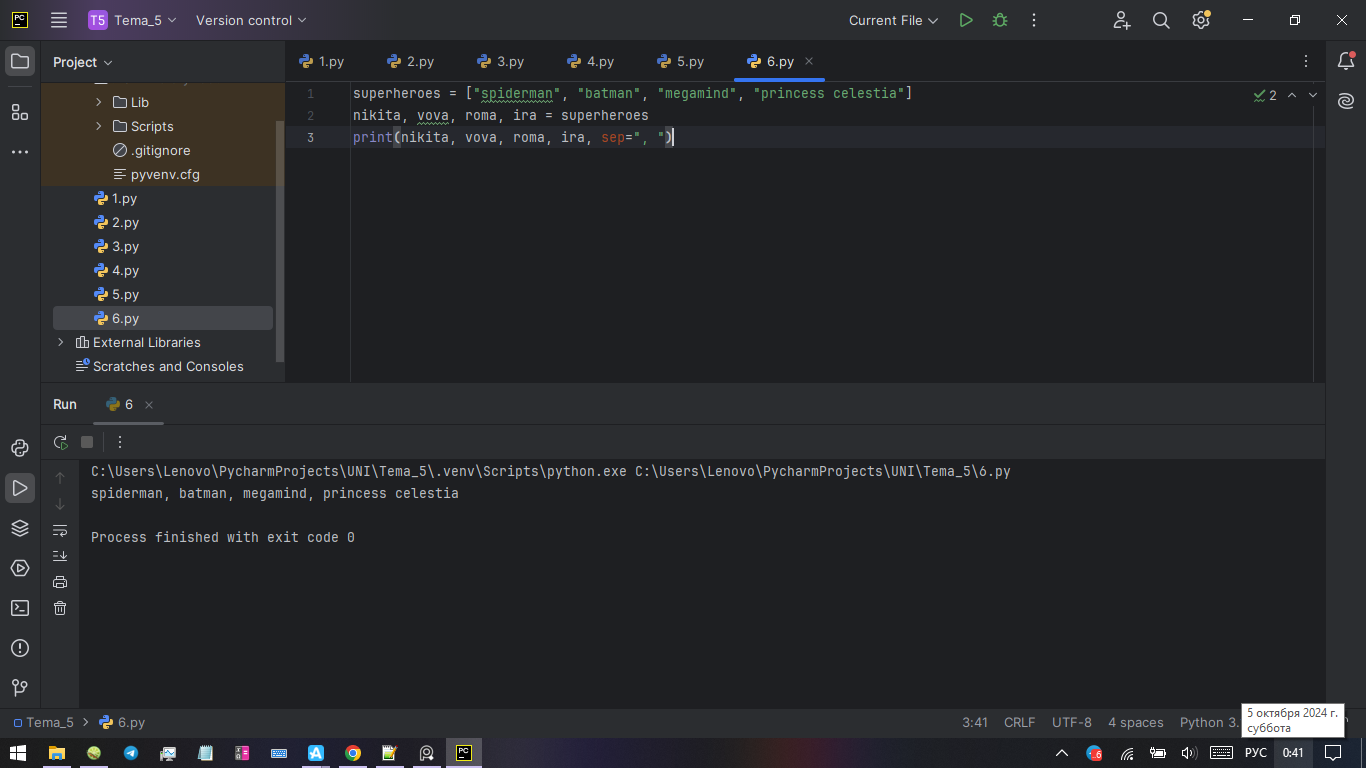 PC T5 Tema_5 Version control Current File
Project
1.py 2.py 3.py 4.py 5.py 6.py
Lib
Scripts
.gitignore
pyvenv.cfg
1.py
2.py
3.py
4.py
5.py
6.py
External Libraries
Scratches and Consoles
1 superheroes = ["spiderman", "batman", "megamind", "princess celestia"]
2
2 nikita, vova, roma, ira = superheroes
3 print(nikita, vova, roma, ira, sep=", ")
Run 6
C:\Users\Lenovo\PycharmProjects\UNI\Tema_5\.venv\Scripts\python.exe C:\Users\Lenovo\PycharmProjects\UNI\Tema_5\6.py
spiderman, batman, megamind, princess celestia
Process finished with exit code 0
Tema_5 6.py 3:41 CRLF UTF-8 4 spaces Python 3.
5 октября 2024 г.
суббота
PC РУС 0:41